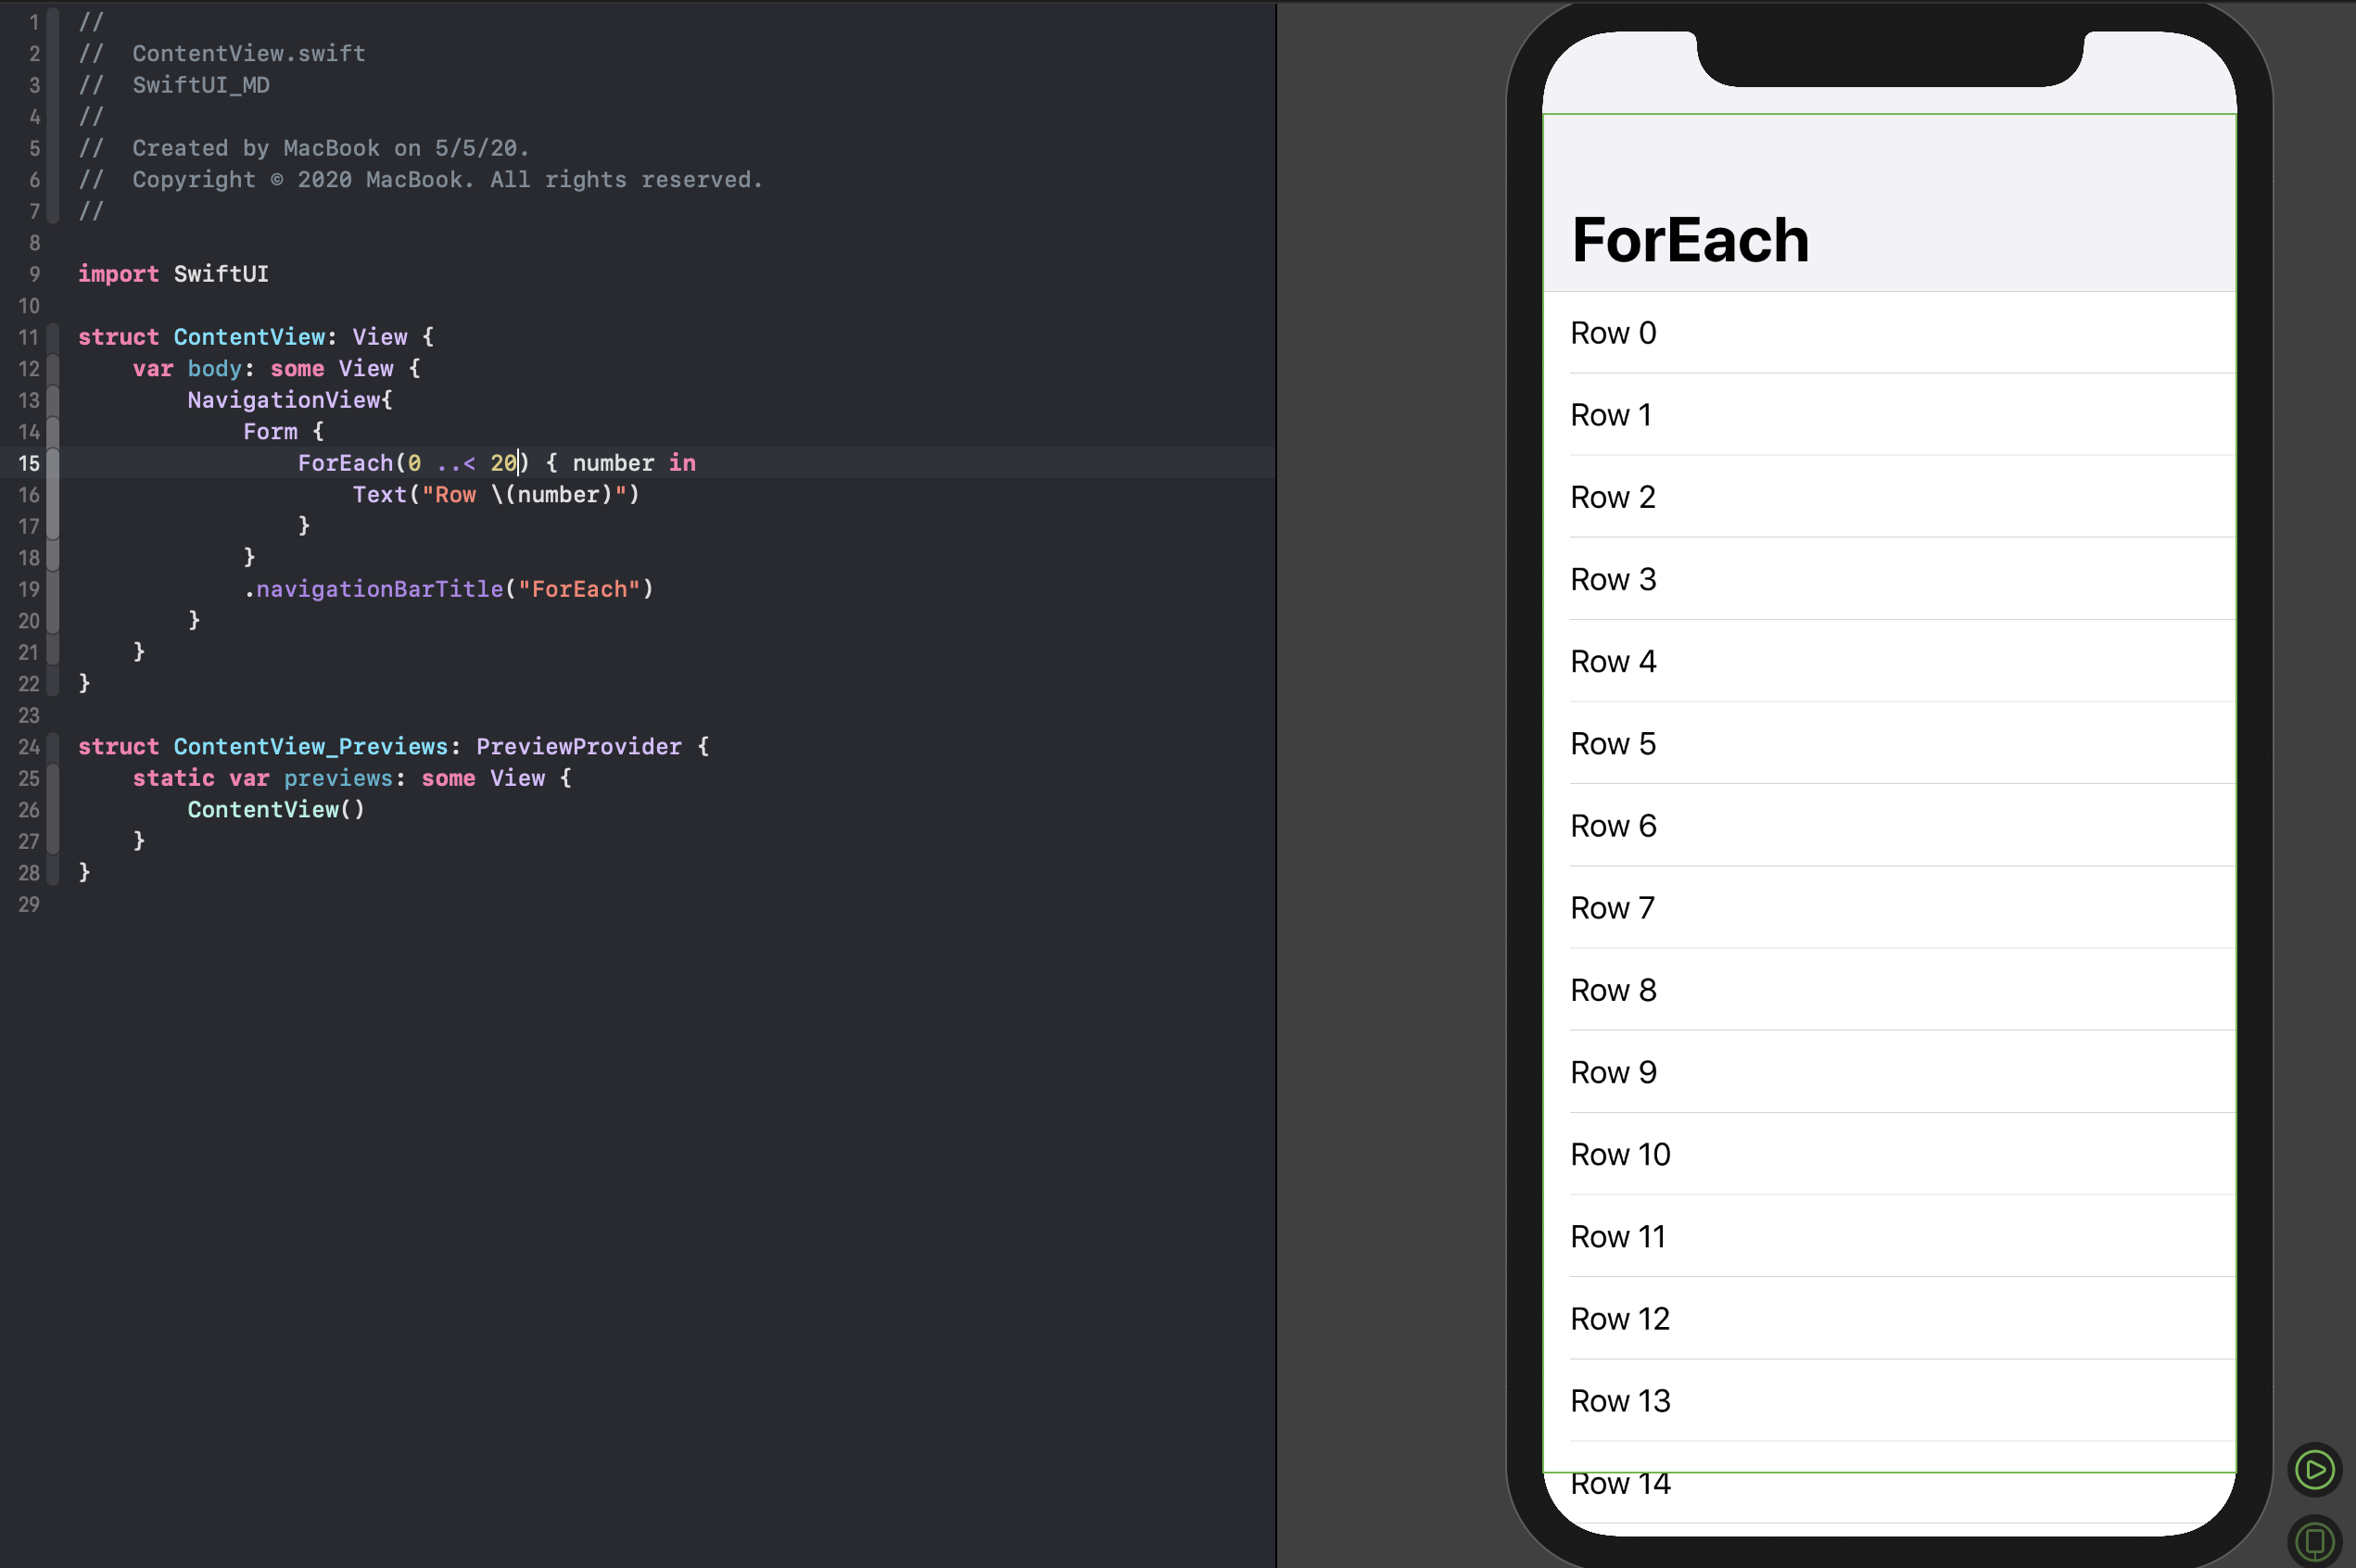 1 //
2 //  ContentView.swift
3 //  SwiftUI_MD
4 //
5 //  Created by MacBook on 5/5/20.
6 //  Copyright © 2020 MacBook. All rights reserved.
7 //
8
9 import SwiftUI
10
11 struct ContentView: View {
12     var body: some View {
13         NavigationView{
14             Form {
15                 ForEach(0 ..< 20) { number in
16                     Text("Row \(number)")
17                 }
18             }
19             .navigationBarTitle("ForEach")
20         }
21     }
22 }
23
24 struct ContentView_Previews: PreviewProvider {
25     static var previews: some View {
26         ContentView()
27     }
28 }
29
ForEach
Row 0
Row 1
Row 2
Row 3
Row 4
Row 5
Row 6
Row 7
Row 8
Row 9
Row 10
Row 11
Row 12
Row 13
Row 14